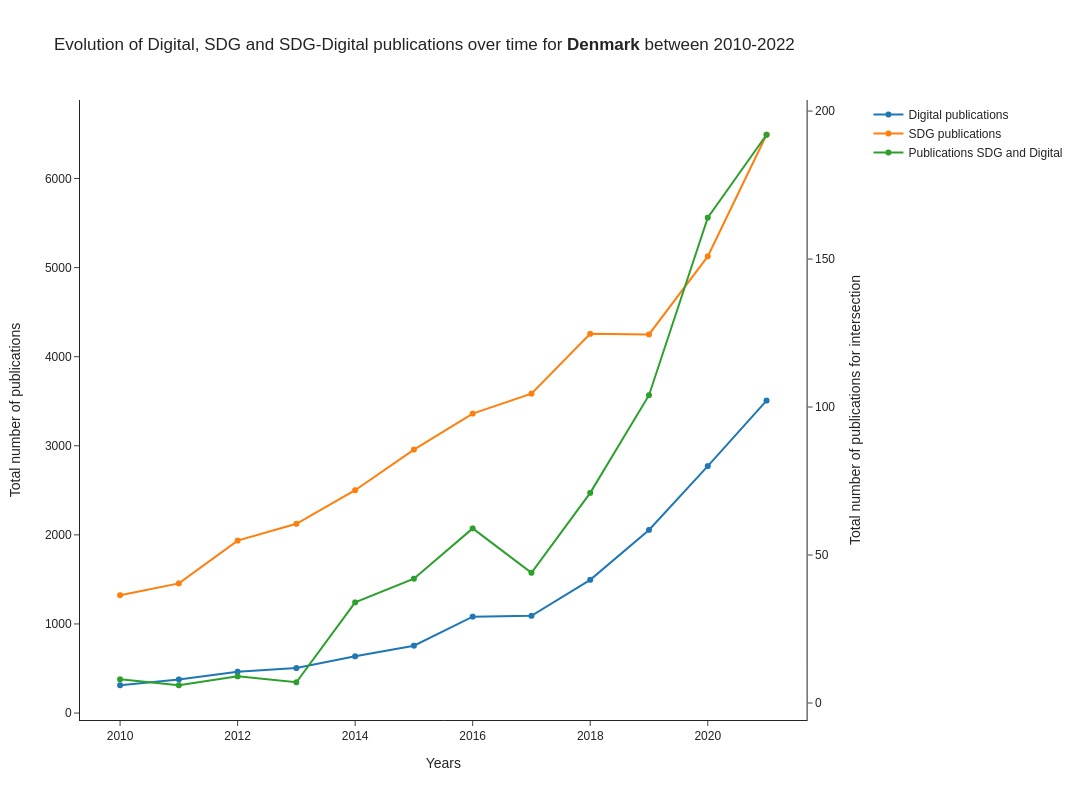 Evolution of Digital, SDG and SDG-Digital publications over time for Denmark between 2010-2022
Digital publications
SDG publications
Publications SDG and Digital
Total number of publications
6000
5000
4000
3000
2000
1000
0
200
150
100
50
0
Total number of publications for intersection
2010
2012
2014
2016
2018
2020
Years